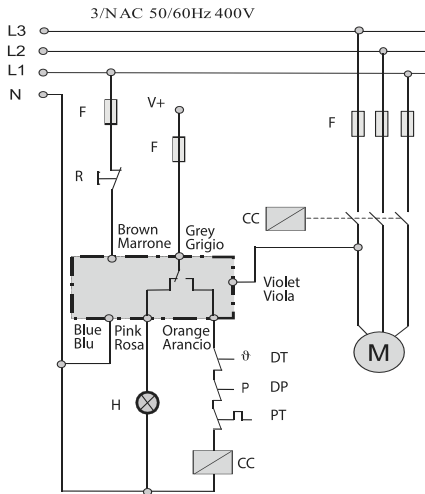 3/NAC 50/60Hz 400V
L3
L2
L1
N
F
V+
F
F
R
CC
Brown
Marrone
Grey
Grigio
Violet
Viola
Blue
Blu
Pink
Rosa
Orange
Arancio
M
ϑ
DT
P
DP
H
PT
CC